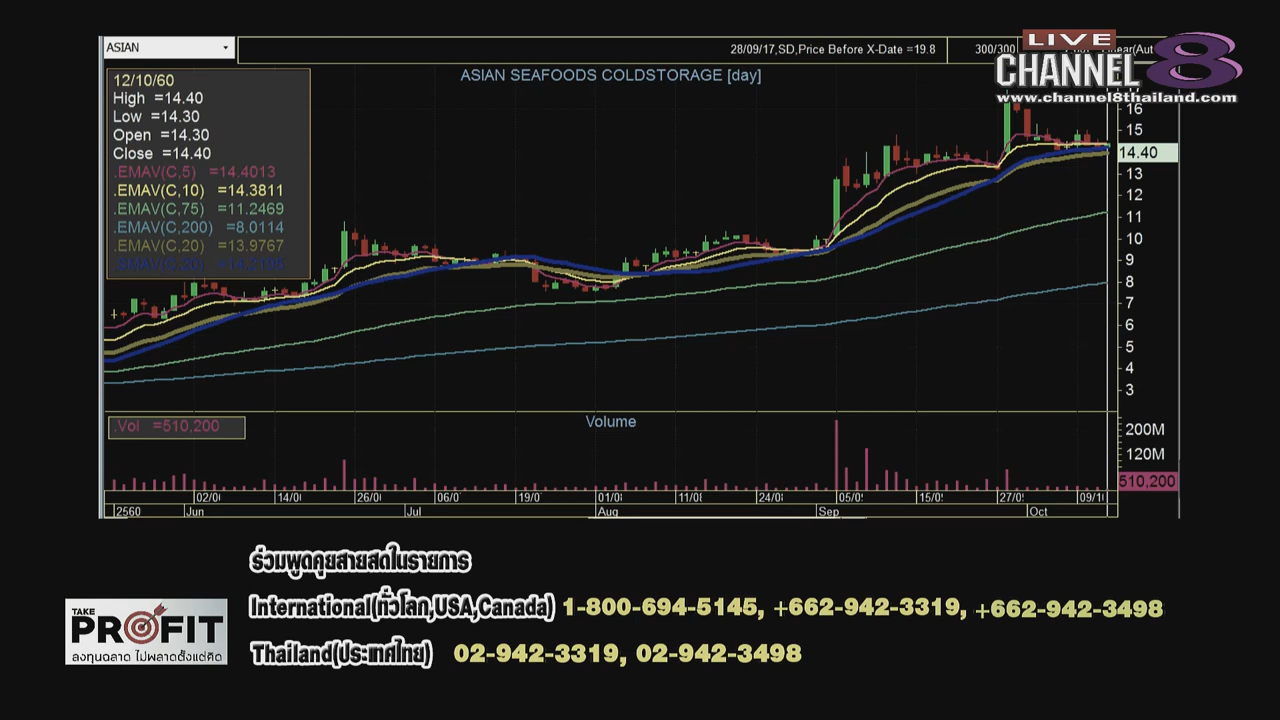 ASIAN
28/09/17,SD,Price Before X-Date =19.8
300/300
LIVE
CHANNEL 8
www.channel8thailand.com
ASIAN SEAFOODS COLDSTORAGE [day]
12/10/60
High =14.40
Low =14.30
Open =14.30
Close =14.40
.EMAV(C,5) =14.4013
.EMAV(C,10) =14.3811
.EMAV(C,75) =11.2469
.EMAV(C,200) =8.0114
.EMAV(C,20) =13.9767
16
15
14.40
13
12
11
10
9
8
7
6
5
4
3
.Vol =510,200
Volume
200M
120M
510,200
02/0 14/0 26/0 06/0 19/0 01/0 11/0 24/0 05/0 15/0 27/0 09/1
2560 Jun Jul Aug Sep Oct
ร่วมพูดคุยสายสดในรายการ
International(ทั่วโลก,USA,Canada) 1-800-694-5145, +662-942-3319, +662-942-3498
Thailand(ประเทศไทย) 02-942-3319, 02-942-3498
TAKE
PROFIT
ลงทุนฉลาด ไม่พลาดตั้งแต่คิด